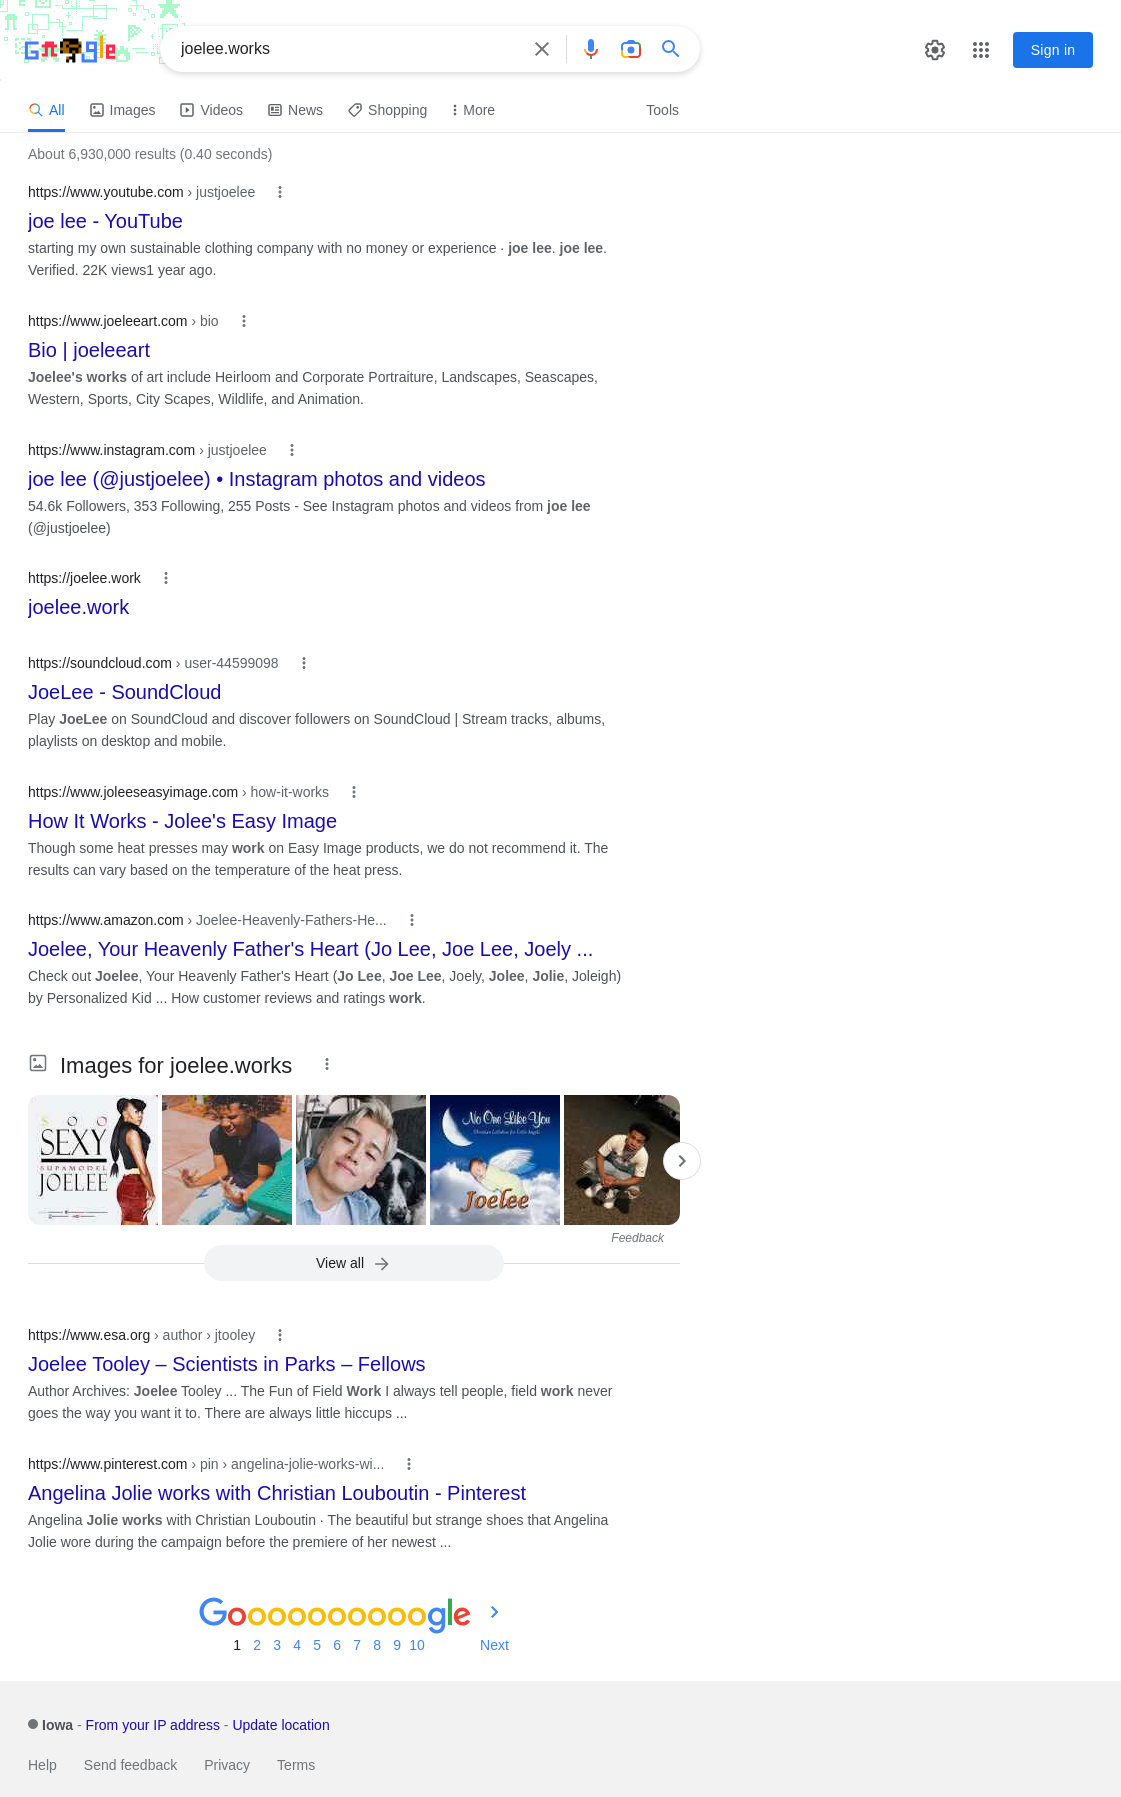 Google
joelee.works
Sign in
All Images Videos News Shopping More Tools
About 6,930,000 results (0.40 seconds)
https://www.youtube.com › justjoelee
joe lee - YouTube
starting my own sustainable clothing company with no money or experience · joe lee. joe lee.
Verified. 22K views1 year ago.
https://www.joeleeart.com › bio
Bio | joeleeart
Joelee's works of art include Heirloom and Corporate Portraiture, Landscapes, Seascapes,
Western, Sports, City Scapes, Wildlife, and Animation.
https://www.instagram.com › justjoelee
joe lee (@justjoelee) • Instagram photos and videos
54.6k Followers, 353 Following, 255 Posts - See Instagram photos and videos from joe lee
(@justjoelee)
https://joelee.work
joelee.work
https://soundcloud.com › user-44599098
JoeLee - SoundCloud
Play JoeLee on SoundCloud and discover followers on SoundCloud | Stream tracks, albums,
playlists on desktop and mobile.
https://www.joleeseasyimage.com › how-it-works
How It Works - Jolee's Easy Image
Though some heat presses may work on Easy Image products, we do not recommend it. The
results can vary based on the temperature of the heat press.
https://www.amazon.com › Joelee-Heavenly-Fathers-He...
Joelee, Your Heavenly Father's Heart (Jo Lee, Joe Lee, Joely ...
Check out Joelee, Your Heavenly Father's Heart (Jo Lee, Joe Lee, Joely, Jolee, Jolie, Joleigh)
by Personalized Kid ... How customer reviews and ratings work.
Images for joelee.works
SOO
SEXY
SUPAMODEL
JOELEE
No One Like You
Christian Lullabies for Little Angels
Joelee
Feedback
View all
https://www.esa.org › author › jtooley
Joelee Tooley – Scientists in Parks – Fellows
Author Archives: Joelee Tooley ... The Fun of Field Work I always tell people, field work never
goes the way you want it to. There are always little hiccups ...
https://www.pinterest.com › pin › angelina-jolie-works-wi...
Angelina Jolie works with Christian Louboutin - Pinterest
Angelina Jolie works with Christian Louboutin · The beautiful but strange shoes that Angelina
Jolie wore during the campaign before the premiere of her newest ...
Goooooooooogle
1 2 3 4 5 6 7 8 9 10 Next
Iowa - From your IP address - Update location
Help Send feedback Privacy Terms